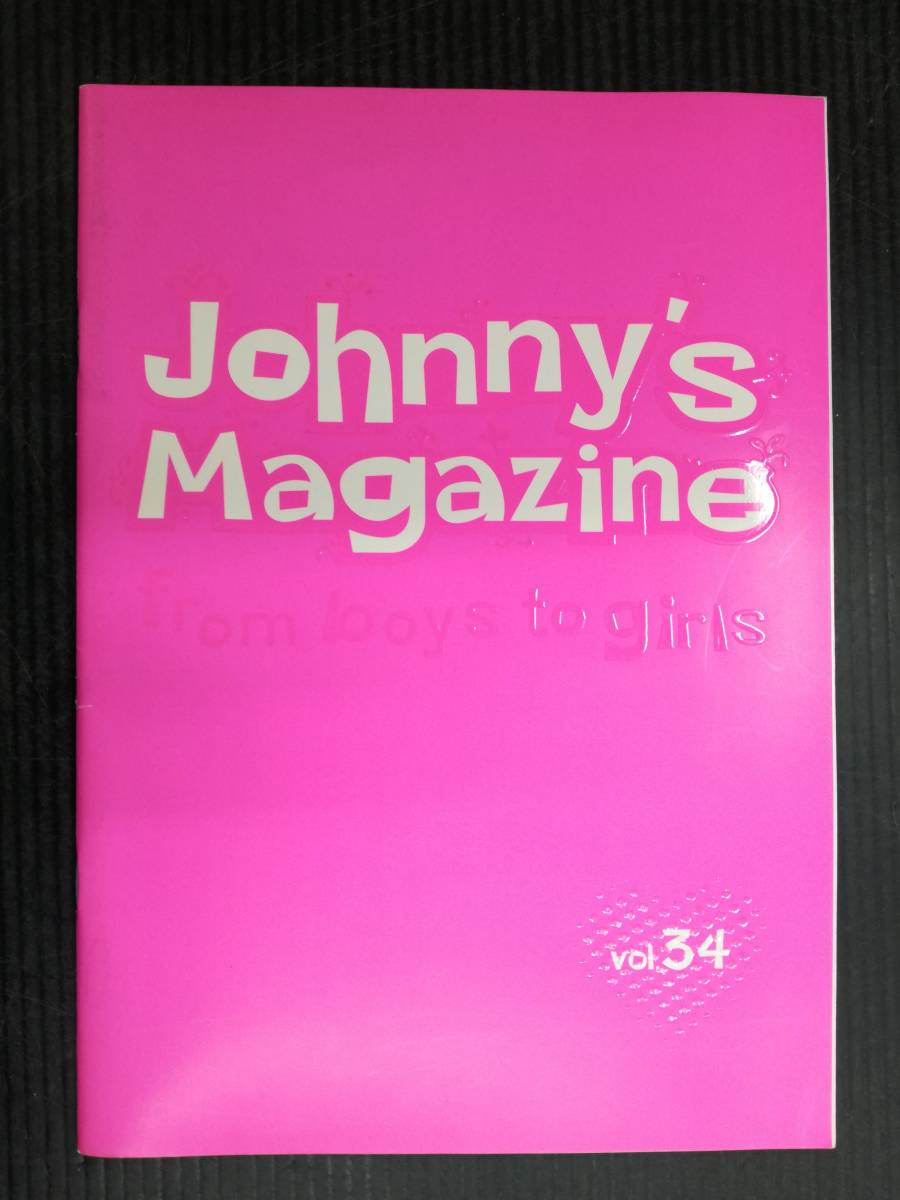 Johnny's
Magazine
from boys to girls
vol.34